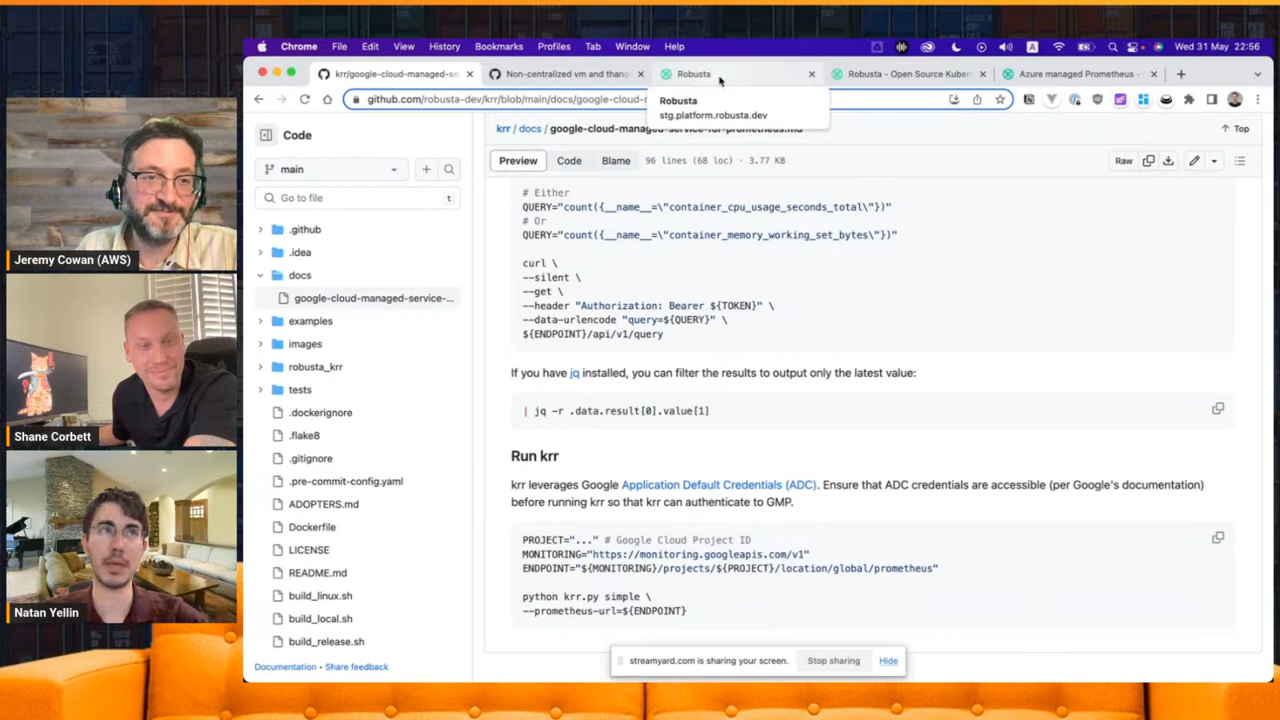 Chrome File Edit View History Bookmarks Profiles Tab Window Help
A Wed 31 May 22:56
krr/google-cloud-managed-se
Non-centralized vm and thano
Robusta
Robusta - Open Source Kuber
Azure managed Prometheus -
github.com/robusta-dev/krr/blob/main/docs/google-cloud-
Robusta
stg.platform.robusta.dev
Code
krr / docs / google-cloud-managed-service-for-prometheus.md
Top
main
Preview Code Blame 96 lines (68 loc) · 3.77 KB
Raw
Go to file
t
.github
.idea
docs
google-cloud-managed-service-...
examples
images
robusta_krr
tests
.dockerignore
.flake8
.gitignore
.pre-commit-config.yaml
ADOPTERS.md
Dockerfile
LICENSE
README.md
build_linux.sh
build_local.sh
build_release.sh
Documentation • Share feedback
# Either
QUERY="count({__name__=\"container_cpu_usage_seconds_total\"})"
# Or
QUERY="count({__name__=\"container_memory_working_set_bytes\"})"
curl \
--silent \
--get \
--header "Authorization: Bearer ${TOKEN}" \
--data-urlencode "query=${QUERY}" \
${ENDPOINT}/api/v1/query
If you have jq installed, you can filter the results to output only the latest value:
| jq -r .data.result[0].value[1]
Run krr
krr leverages Google Application Default Credentials (ADC). Ensure that ADC credentials are accessible (per Google's documentation)
before running krr so that krr can authenticate to GMP.
PROJECT="..." # Google Cloud Project ID
MONITORING="https://monitoring.googleapis.com/v1"
ENDPOINT="${MONITORING}/projects/${PROJECT}/location/global/prometheus"
python krr.py simple \
--prometheus-url=${ENDPOINT}
streamyard.com is sharing your screen. Stop sharing Hide
Jeremy Cowan (AWS)
Shane Corbett
Natan Yellin